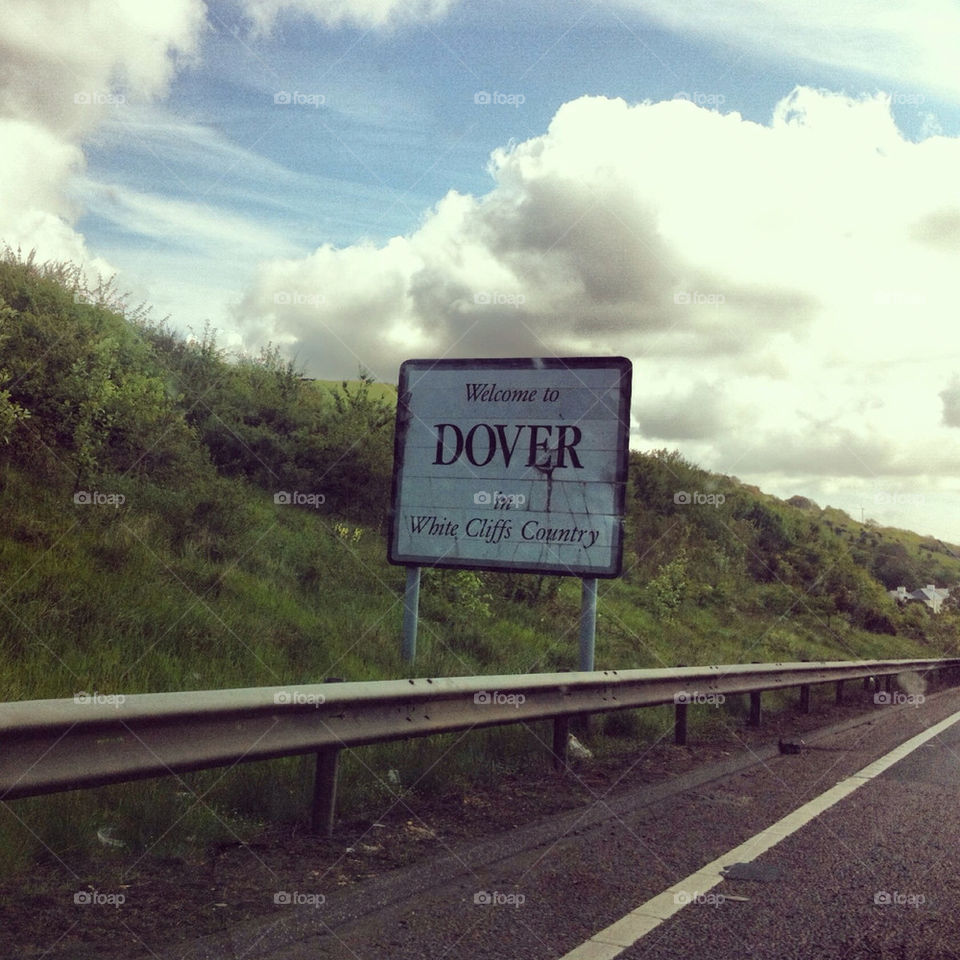 Welcome to
DOVER
in
White Cliffs Country